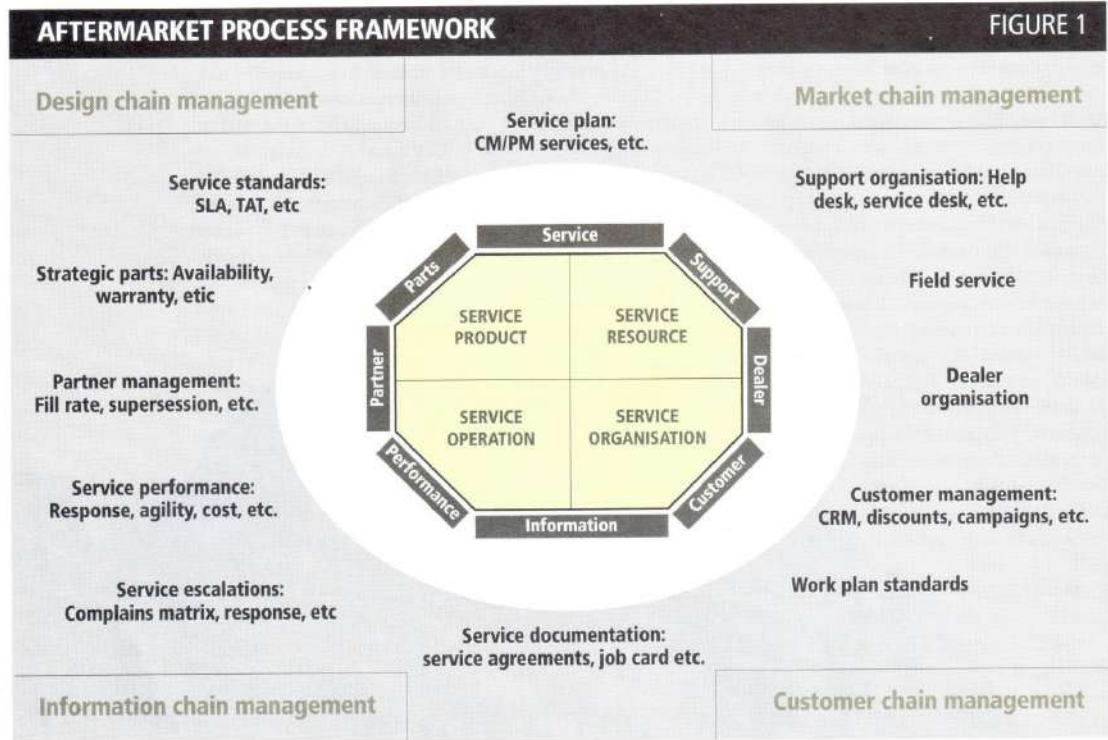 AFTERMARKET PROCESS FRAMEWORK
FIGURE 1
Design chain management
Market chain management
Service plan:
CM/PM services, etc.
Service standards:
SLA, TAT, etc
Support organisation: Help
desk, service desk, etc.
Strategic parts: Availability,
warranty, etic
Field service
Partner management:
Fill rate, supersession, etc.
Dealer
organisation
Service performance:
Response, agility, cost, etc.
Customer management:
CRM, discounts, campaigns, etc.
Service escalations:
Complains matrix, response, etc
Work plan standards
Service documentation:
service agreements, job card etc.
Service
Parts
Support
Partner
Dealer
Performance
Customer
Information
SERVICE
PRODUCT
SERVICE
RESOURCE
SERVICE
OPERATION
SERVICE
ORGANISATION
Information chain management
Customer chain management